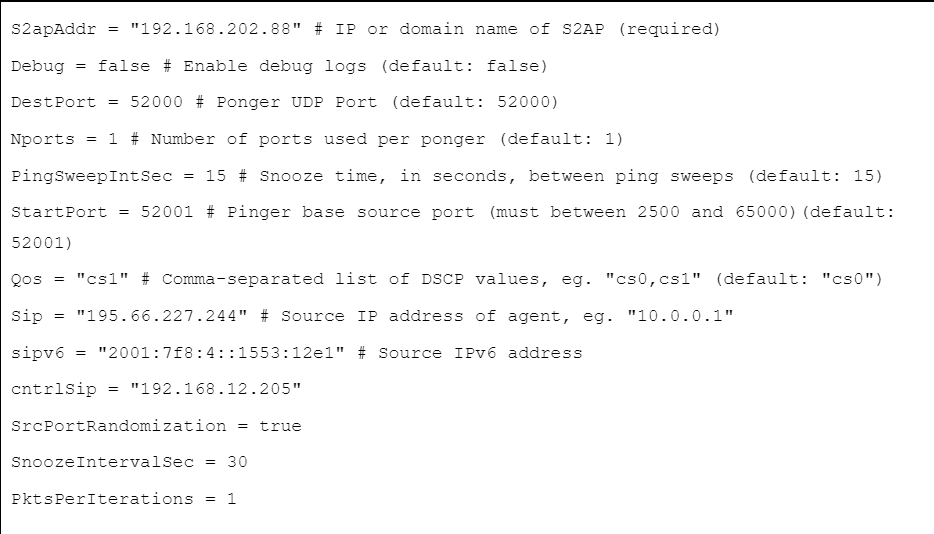 S2apAddr = "192.168.202.88" # IP or domain name of S2AP (required)
Debug = false # Enable debug logs (default: false)
DestPort = 52000 # Ponger UDP Port (default: 52000)
Nports = 1 # Number of ports used per ponger (default: 1)
PingSweepIntSec = 15 # Snooze time, in seconds, between ping sweeps (default: 15)
StartPort = 52001 # Pinger base source port (must between 2500 and 65000)(default:
52001)
Qos = "cs1" # Comma-separated list of DSCP values, eg. "cs0,cs1" (default: "cs0")
Sip = "195.66.227.244" # Source IP address of agent, eg. "10.0.0.1"
sipv6 = "2001:7f8:4::1553:12e1" # Source IPv6 address
cntrlSip = "192.168.12.205"
SrcPortRandomization = true
SnoozeIntervalSec = 30
PktsPerIterations = 1